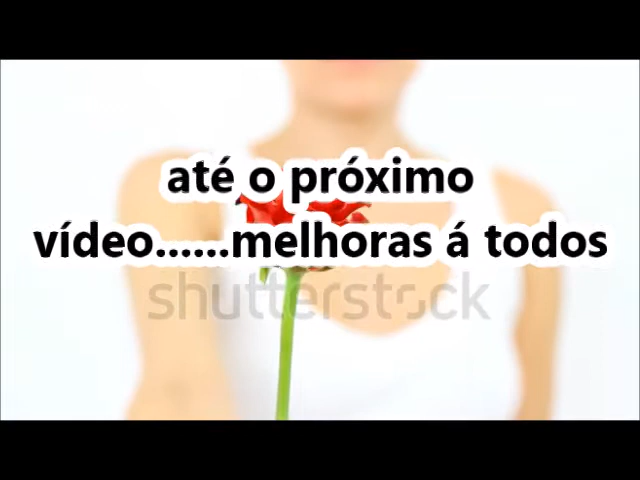 até o próximo
vídeo......melhoras á todos
shutterstock